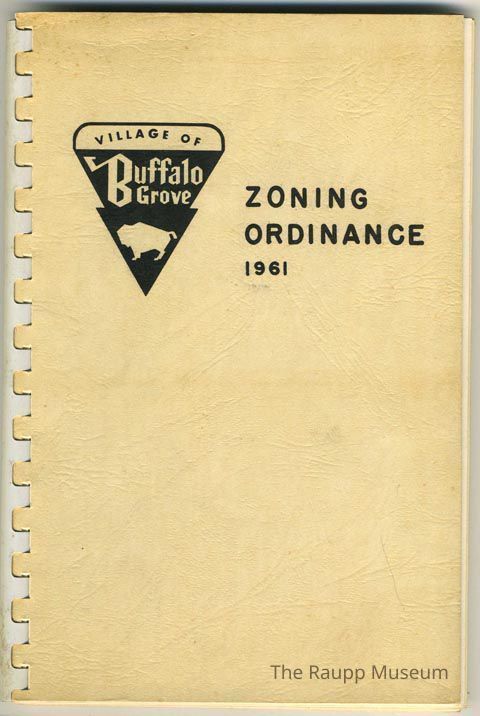 VILLAGE OF
Buffalo
Grove
ZONING
ORDINANCE
1961
The Raupp Museum